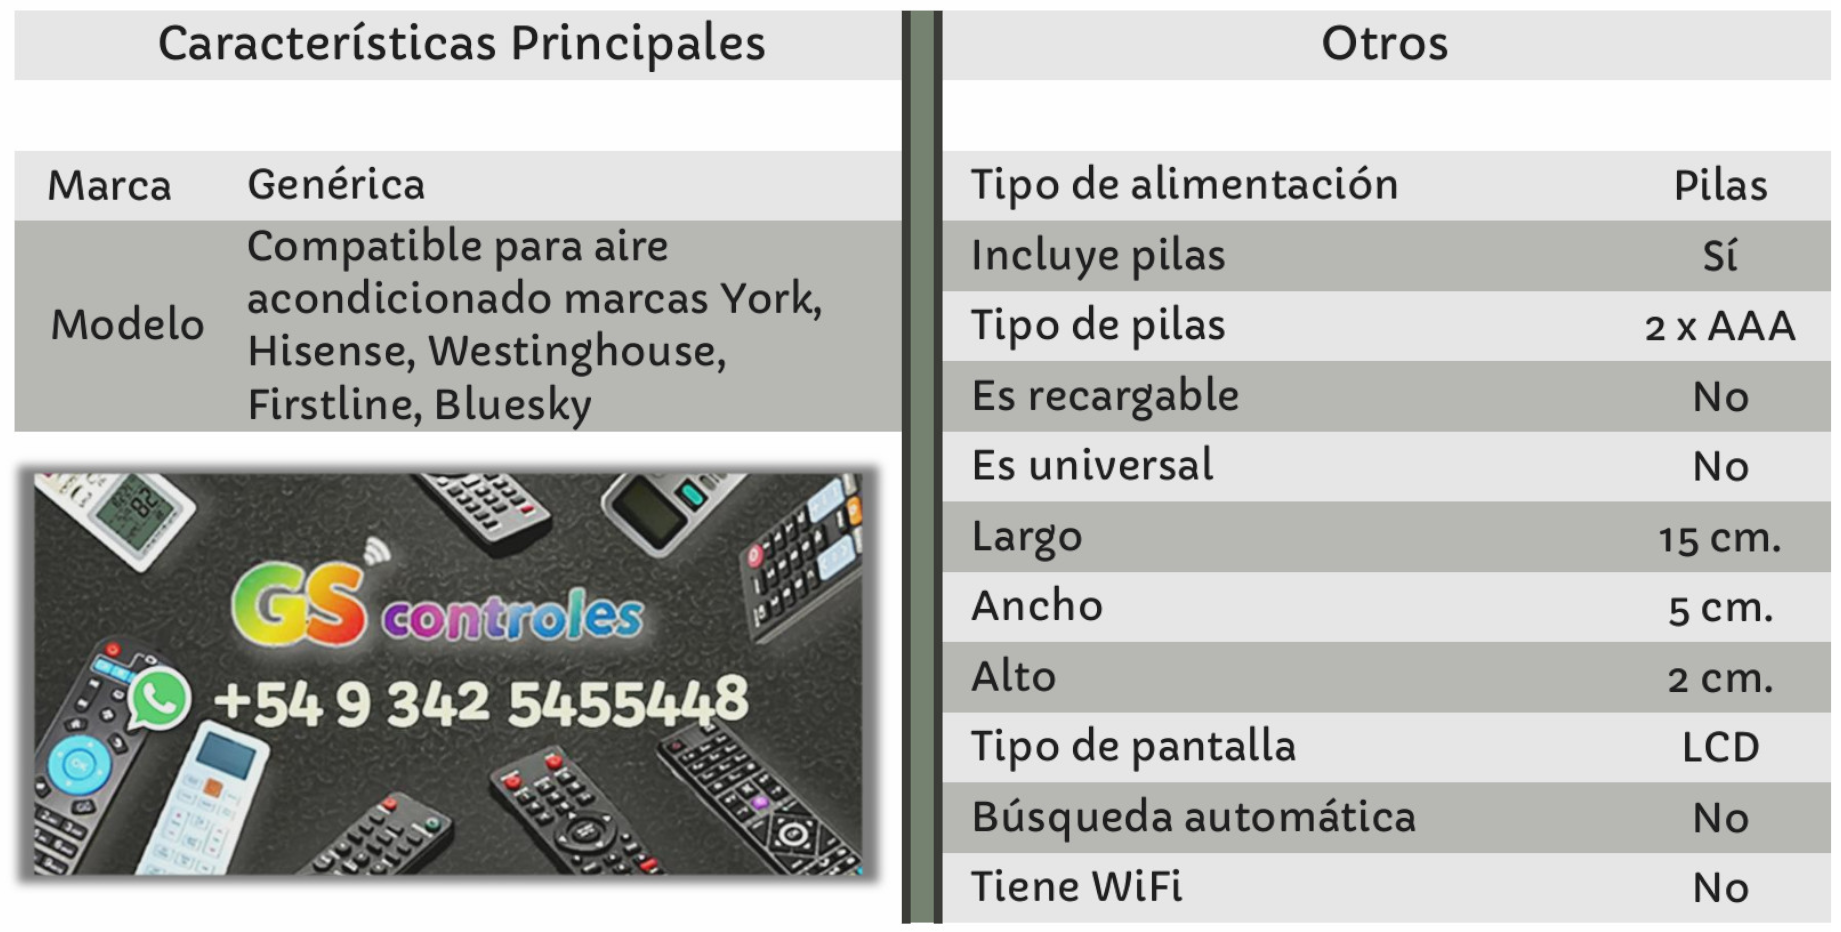 Características Principales
Marca Genérica
Modelo
Compatible para aire
acondicionado marcas York,
Hisense, Westinghouse,
Firstline, Bluesky
GS controles
+54 9 342 5455448
Otros
Tipo de alimentación Pilas
Incluye pilas Sí
Tipo de pilas 2 x AAA
Es recargable No
Es universal No
Largo 15 cm.
Ancho 5 cm.
Alto 2 cm.
Tipo de pantalla LCD
Búsqueda automática No
Tiene WiFi No